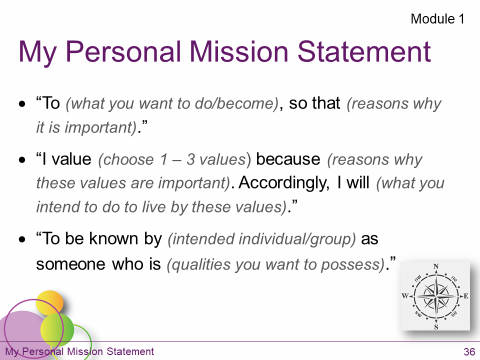 Module 1
My Personal Mission Statement
• “To (what you want to do/become), so that (reasons why
it is important).”
• “I value (choose 1 – 3 values) because (reasons why
these values are important). Accordingly, I will (what you
intend to do to live by these values).”
• “To be known by (intended individual/group) as
someone who is (qualities you want to possess).”
N
W E
S
My Personal Mission Statement 36